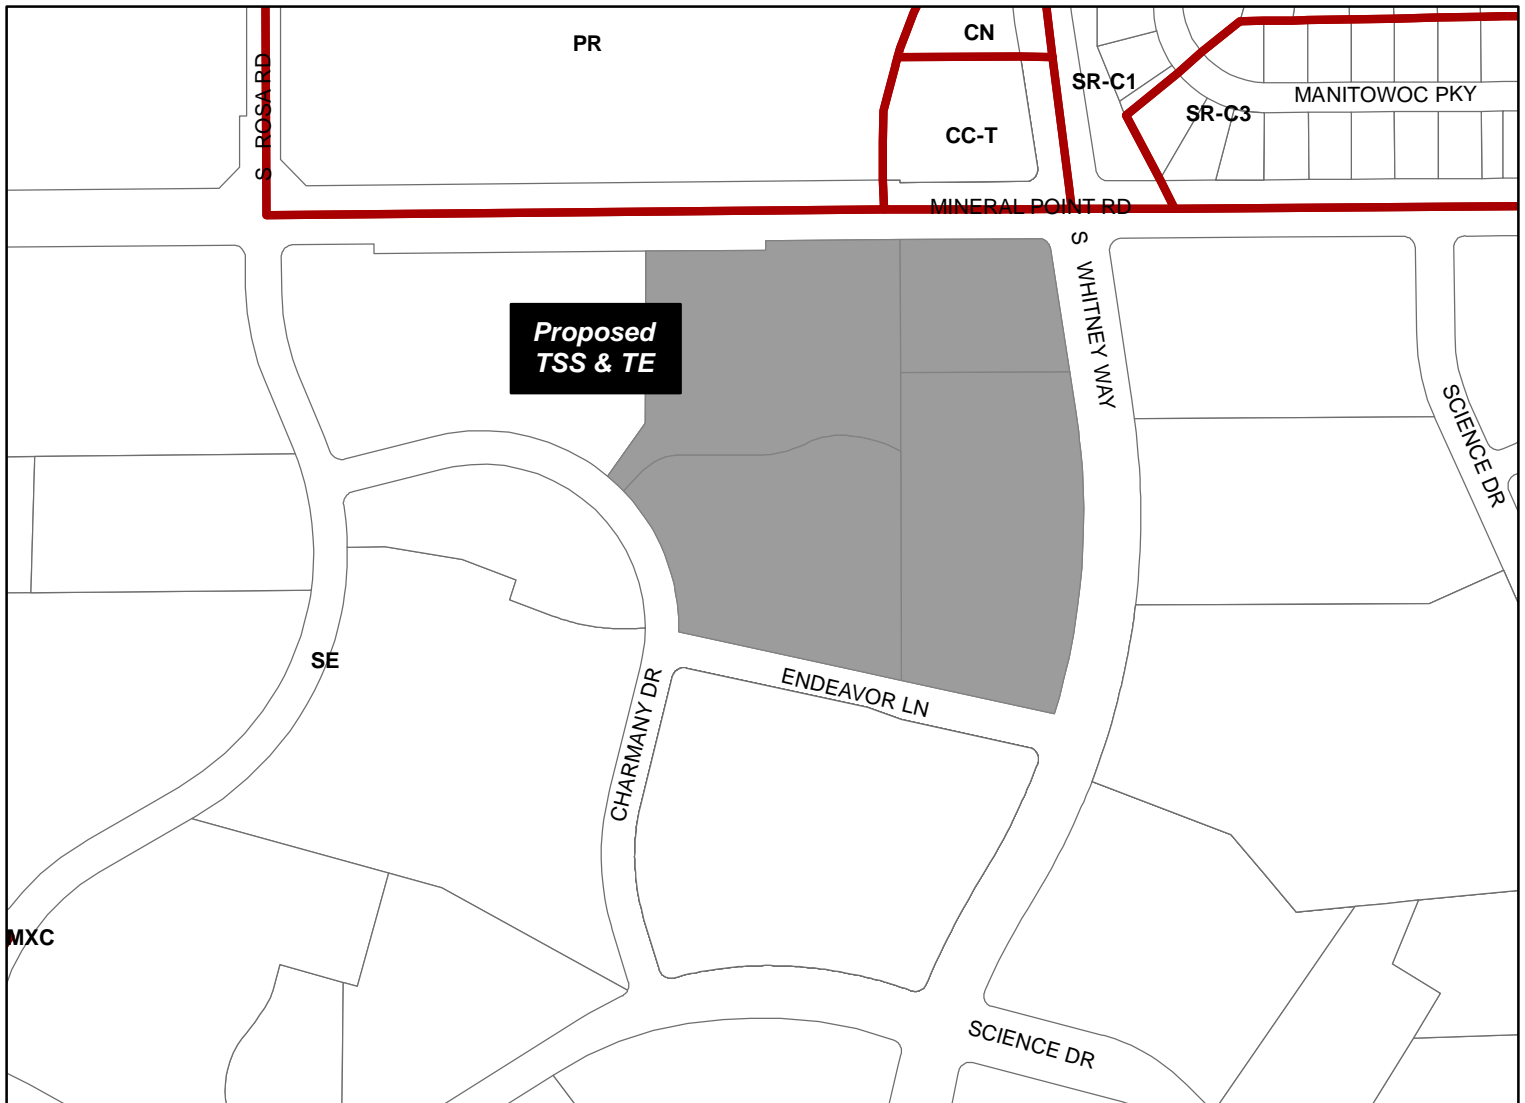 PR
CN
S ROSA RD
SR-C1
MANITOWOC PKY
SR-C3
CC-T
MINERAL POINT RD
S WHITNEY WAY
Proposed
TSS & TE
SCIENCE DR
SE
ENDEAVOR LN
CHARMANY DR
MXC
SCIENCE DR